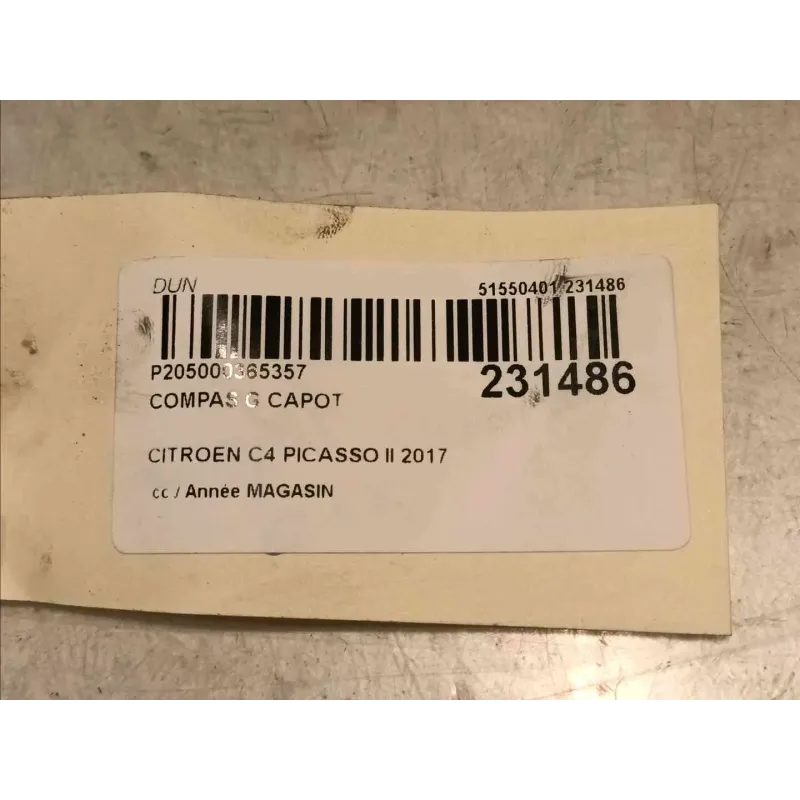 DUN
51550401 231486
P205000365357
231486
COMPAS G CAPOT
CITROEN C4 PICASSO II 2017
cc / Année MAGASIN